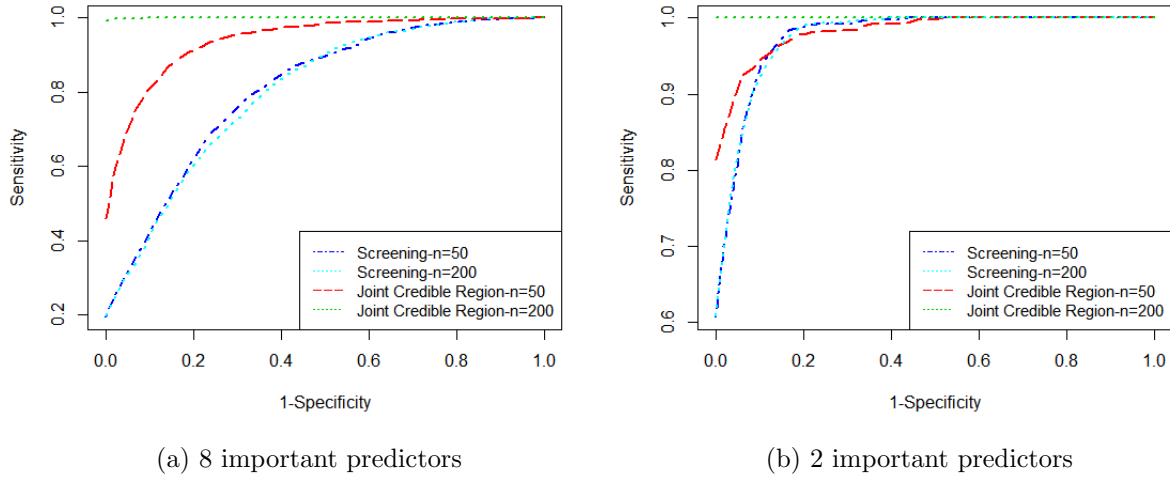 Sensitivity
0.2 0.4 0.6 0.8 1.0
0.0 0.2 0.4 0.6 0.8 1.0
1-Specificity
Screening-n=50
Screening-n=200
Joint Credible Region-n=50
Joint Credible Region-n=200
(a) 8 important predictors
Sensitivity
0.6 0.7 0.8 0.9 1.0
0.0 0.2 0.4 0.6 0.8 1.0
1-Specificity
Screening-n=50
Screening-n=200
Joint Credible Region-n=50
Joint Credible Region-n=200
(b) 2 important predictors